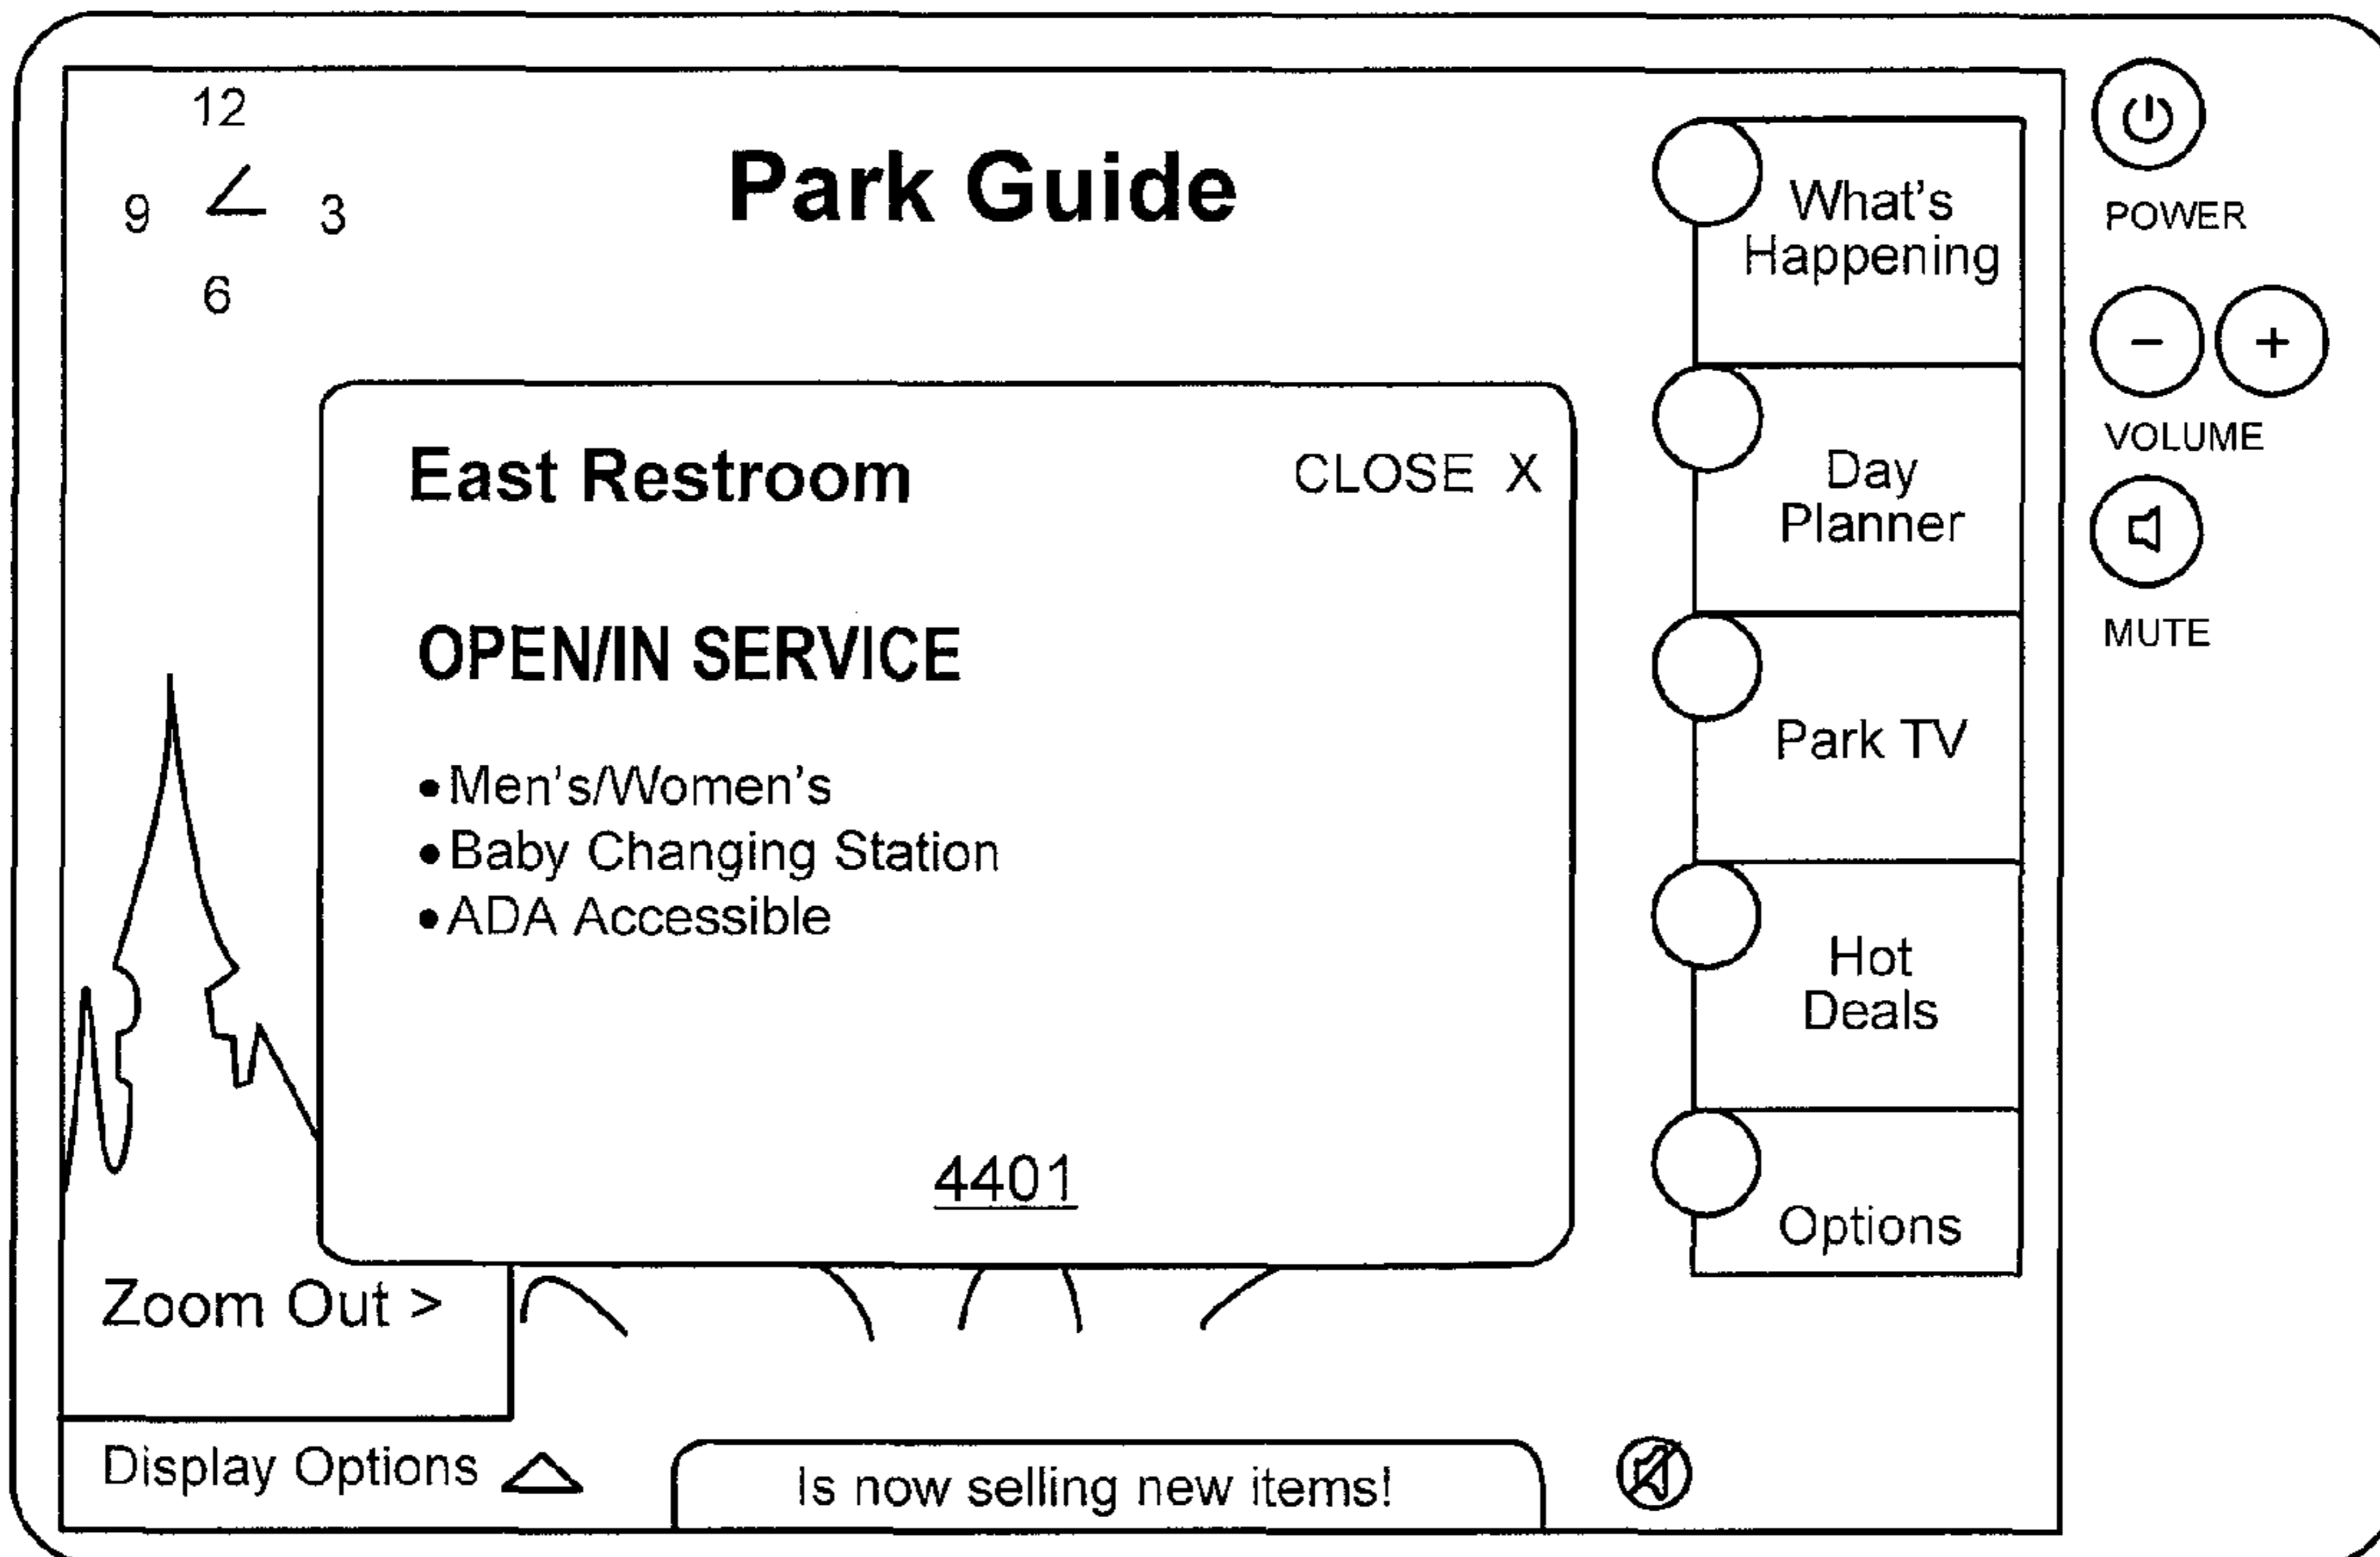 12
9 3
6
Park Guide
East Restroom CLOSE X
OPEN/IN SERVICE
•Men's/Women's
•Baby Changing Station
•ADA Accessible
4401
What's
Happening
Day
Planner
Park TV
Hot
Deals
Options
POWER
- +
VOLUME
MUTE
Zoom Out >
Display Options
Is now selling new items!